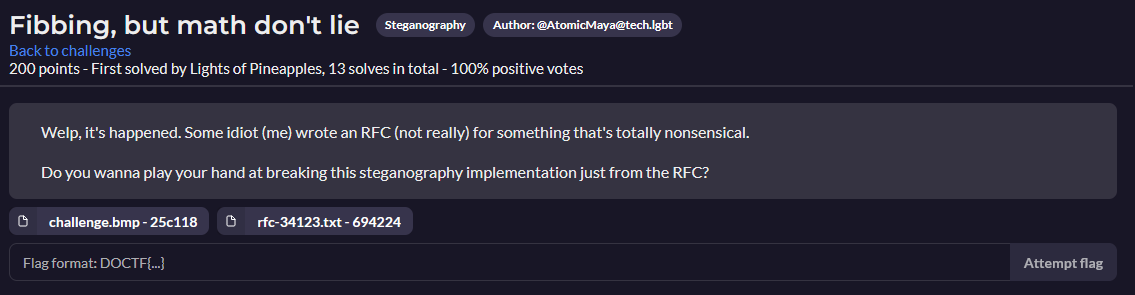 Fibbing, but math don't lie Steganography Author: @AtomicMaya@tech.lgbt
Back to challenges
200 points - First solved by Lights of Pineapples, 13 solves in total - 100% positive votes
Welp, it's happened. Some idiot (me) wrote an RFC (not really) for something that's totally nonsensical.
Do you wanna play your hand at breaking this steganography implementation just from the RFC?
challenge.bmp - 25c118 rfc-34123.txt - 694224
Flag format: DOCTF{...} Attempt flag